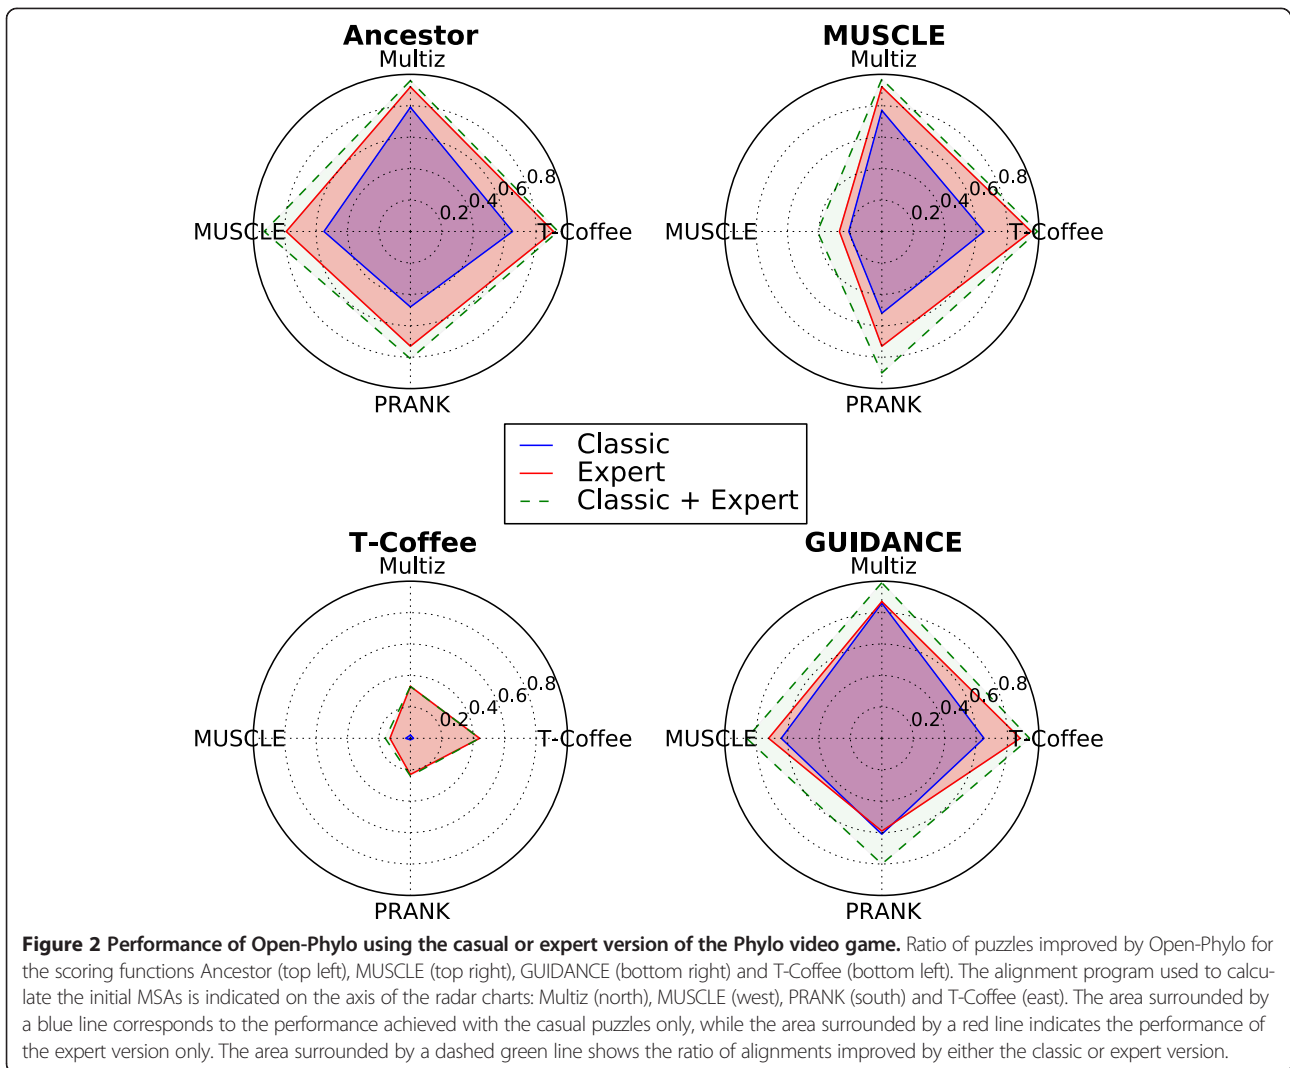 Ancestor
Multiz
0.8
0.6
0.4
0.2
MUSCLE
T-Coffee
PRANK
MUSCLE
Multiz
0.8
0.6
0.4
0.2
MUSCLE
T-Coffee
PRANK
Classic
Expert
Classic + Expert
T-Coffee
Multiz
0.8
0.6
0.4
0.2
MUSCLE
T-Coffee
PRANK
GUIDANCE
Multiz
0.8
0.6
0.4
0.2
MUSCLE
T-Coffee
PRANK
Figure 2 Performance of Open-Phylo using the casual or expert version of the Phylo video game. Ratio of puzzles improved by Open-Phylo for
the scoring functions Ancestor (top left), MUSCLE (top right), GUIDANCE (bottom right) and T-Coffee (bottom left). The alignment program used to calcu-
late the initial MSAs is indicated on the axis of the radar charts: Multiz (north), MUSCLE (west), PRANK (south) and T-Coffee (east). The area surrounded by
a blue line corresponds to the performance achieved with the casual puzzles only, while the area surrounded by a red line indicates the performance of
the expert version only. The area surrounded by a dashed green line shows the ratio of alignments improved by either the classic or expert version.